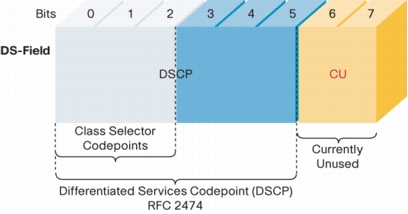 Bits 0 1 2 3 4 5 6 7
DS-Field
DSCP CU
Class Selector
Codepoints
Currently
Unused
Differentiated Services Codepoint (DSCP)
RFC 2474